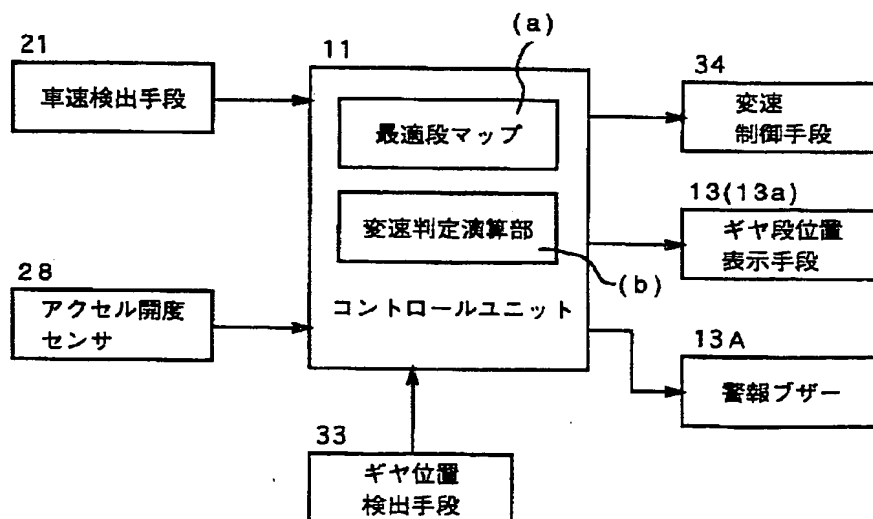 21
車速検出手段
28
アクセル開度
センサ
11
(a)
最適段マップ
変速判定演算部
(b)
コントロールユニット
33
ギヤ位置
検出手段
34
変速
制御手段
13(13a)
ギヤ段位置
表示手段
13A
警報ブザー